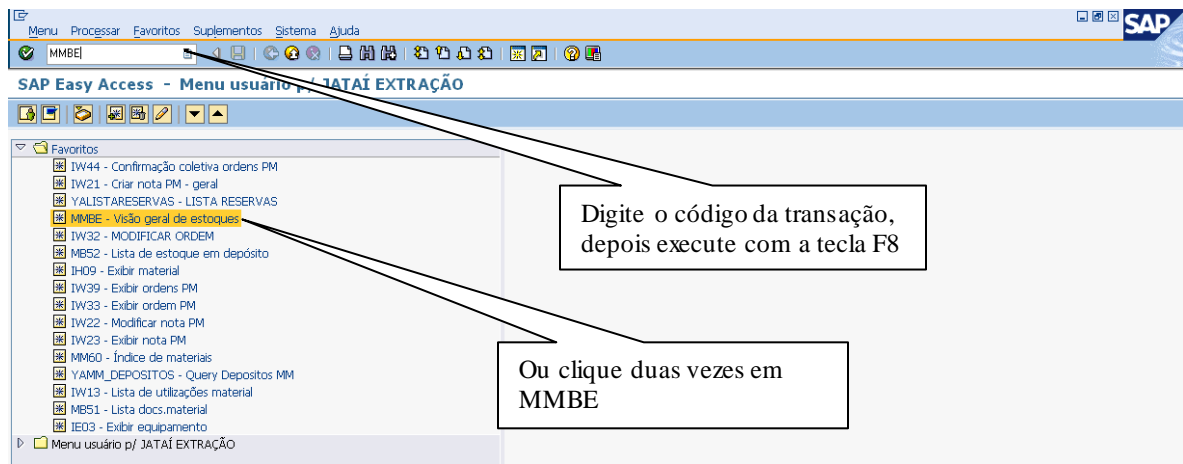 Menu Processar Favoritos Suplementos Sistema Ajuda
SAP
MMBE
SAP Easy Access - Menu usuário p/ JATAÍ EXTRAÇÃO
Favoritos
IW44 - Confirmação coletiva ordens PM
IW21 - Criar nota PM - geral
YALISTARESERVAS - LISTA RESERVAS
MMBE - Visão geral de estoques
IW32 - MODIFICAR ORDEM
MB52 - Lista de estoque em depósito
IH09 - Exibir material
IW39 - Exibir ordens PM
IW33 - Exibir ordem PM
IW22 - Modificar nota PM
IW23 - Exibir nota PM
MM60 - Índice de materiais
YAMM_DEPOSITOS - Query Depositos MM
IW13 - Lista de utilizações material
MB51 - Lista docs.material
IE03 - Exibir equipamento
Menu usuário p/ JATAÍ EXTRAÇÃO
Digite o código da transação,
depois execute com a tecla F8
Ou clique duas vezes em
MMBE